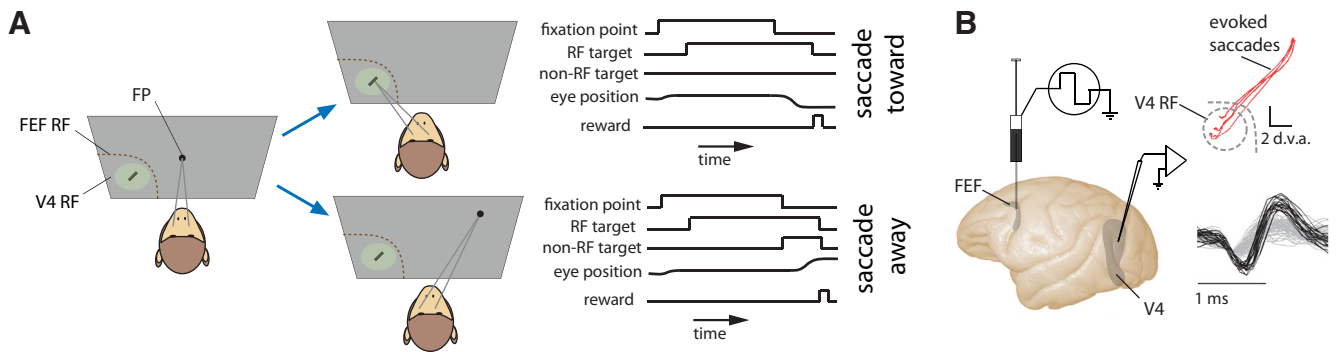 A
FP
FEF RF
V4 RF
fixation point
RF target
non-RF target
eye position
reward
time
saccade
toward
fixation point
RF target
non-RF target
eye position
reward
time
saccade
away
B
evoked
saccades
V4 RF
2 d.v.a.
FEF
V4
1 ms